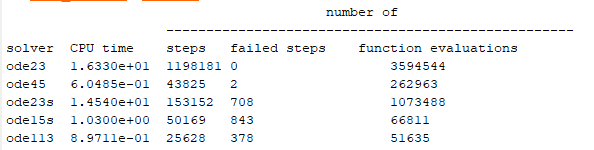 number of
-----------------------------------------------------
solver CPU time steps failed steps function evaluations
ode23 1.6330e+01 1198181 0 3594544
ode45 6.0485e-01 43825 2 262963
ode23s 1.4540e+01 153152 708 1073488
ode15s 1.0300e+00 50169 843 66811
ode113 8.9711e-01 25628 378 51635